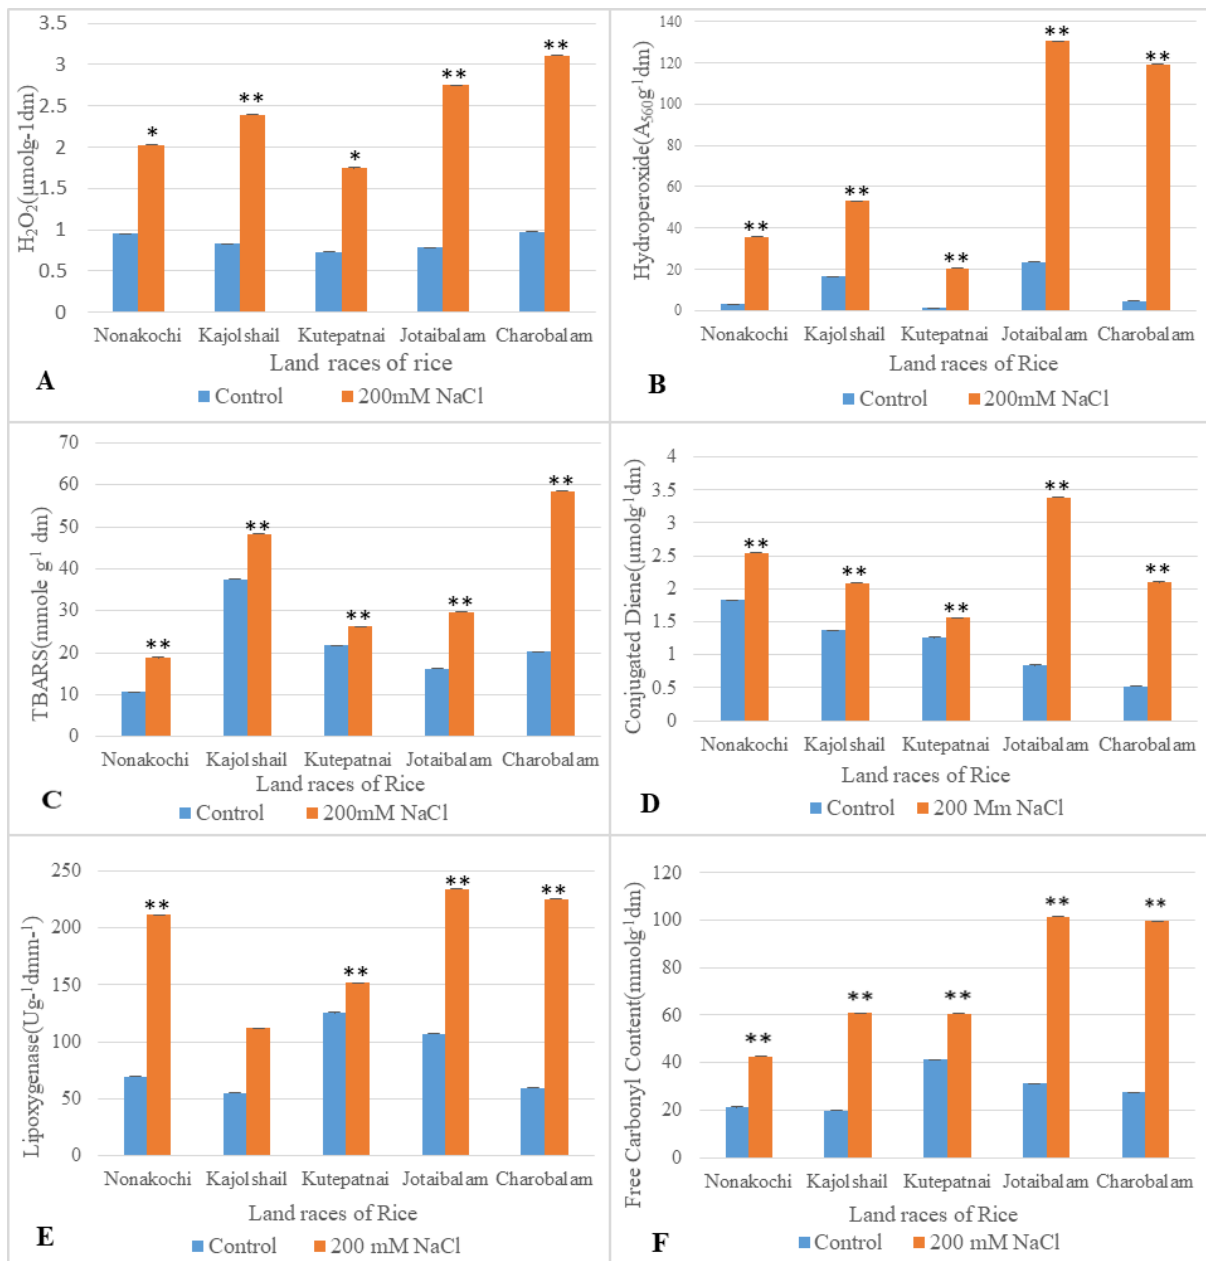 H₂O₂(µmolg-1dm)
3.5
3
2.5
2
1.5
1
0.5
0
*
**
*
**
**
Nonakochi Kajolshail Kutepatnai Jotaibalam Charobalam
Land races of rice
A
Control 200mM NaCl
Hydroperoxide(A₅₆₀g⁻¹dm)
140
120
100
80
60
40
20
0
**
**
**
**
**
Nonakochi Kajolshail Kutepatnai Jotaibalam Charobalam
Land races of Rice
B
Control 200mM NaCl
TBARS(mmole g⁻¹ dm)
70
60
50
40
30
20
10
0
**
**
**
**
**
Nonakochi Kajolshail Kutepatnai Jotaibalam Charobalam
Land races of Rice
C
Control 200mM NaCl
Conjugated Diene(µmolg⁻¹dm)
4
3.5
3
2.5
2
1.5
1
0.5
0
**
**
**
**
**
Nonakochi Kajolshail Kutepatnai Jotaibalam Charobalam
Land races of Rice
D
Control 200 Mm NaCl
Lipoxygenase(Ug-¹dmm-¹)
250
200
150
100
50
0
**
**
**
**
Nonakochi Kajolshail Kutepatnai Jotaibalam Charobalam
Land races of Rice
E
Control 200 mM NaCl
Free Carbonyl Content(mmolg⁻¹dm)
120
100
80
60
40
20
0
**
**
**
**
**
Nonakochi Kajolshail Kutepatnai Jotaibalam Charobalam
Land races of Rice
F
Control 200 mM NaCl